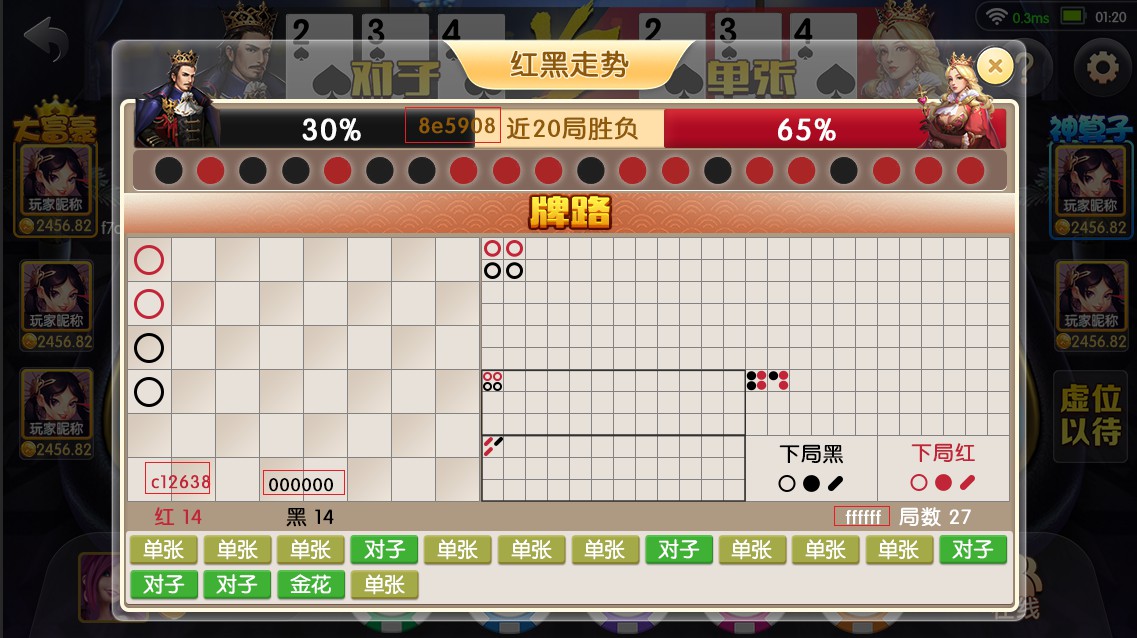 0.3ms 01:20
2 3 4 2 3 4
对子 单张
红黑走势
大富豪
神算子
30% 8e5908 近20局胜负 65%
玩家昵称
2456.82
玩家昵称
2456.82
牌路
玩家昵称
2456.82
玩家昵称
2456.82
玩家昵称
2456.82
虚位
以待
下局黑 下局红
c12638 000000
红 14 黑 14 ffffff 局数 27
单张 单张 单张 对子 单张 单张 单张 对子 单张 单张 单张 对子
对子 对子 金花 单张